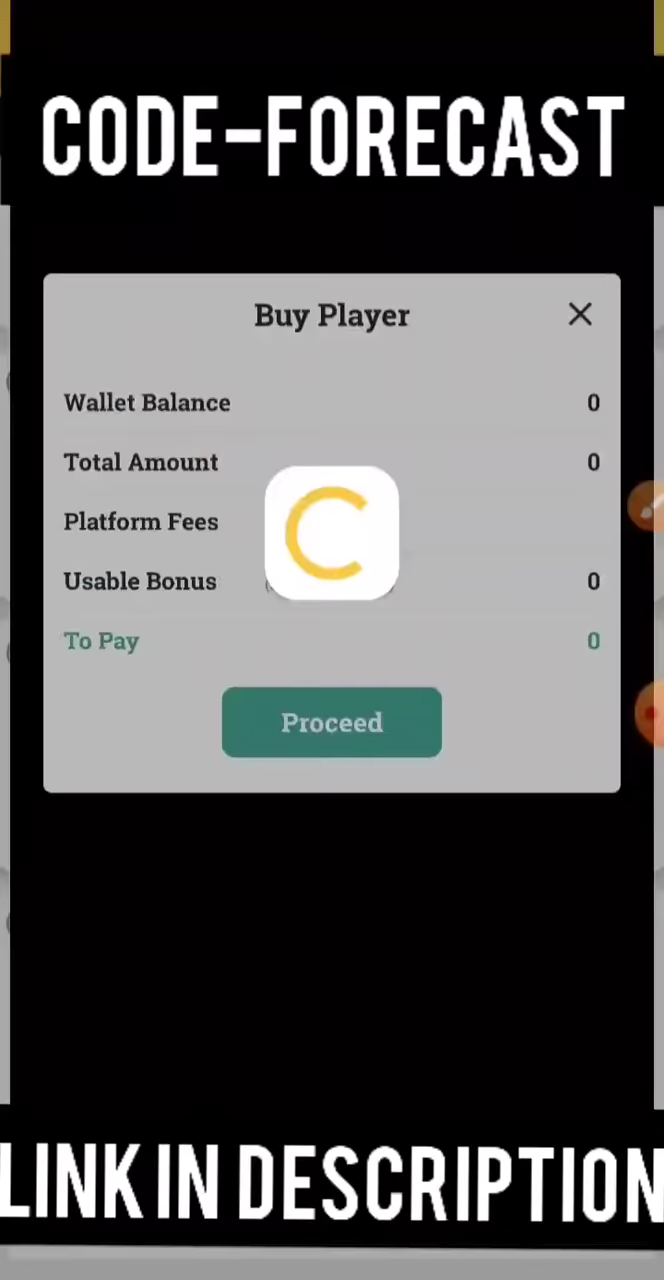 CODE-FORECAST
Buy Player
Wallet Balance 0
Total Amount 0
Platform Fees
Usable Bonus 0
To Pay 0
Proceed
LINK IN DESCRIPTION